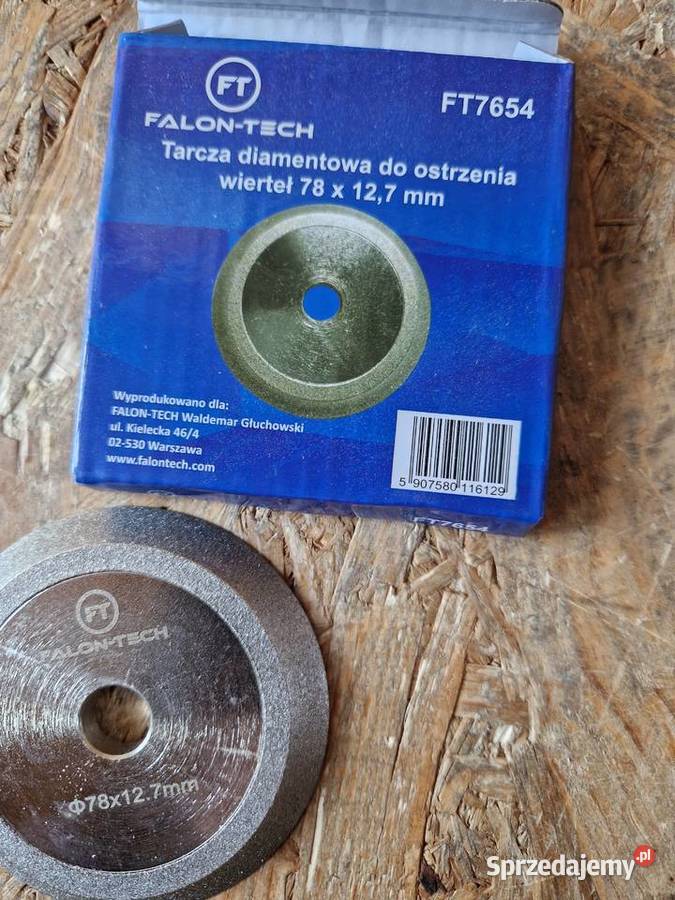 FT
FALON-TECH
FT7654
Tarcza diamentowa do ostrzenia
wierteł 78 x 12,7 mm
Wyprodukowano dla:
FALON-TECH Waldemar Głuchowski
ul. Kielecka 46/4
02-530 Warszawa
www.falontech.com
5 907580 116129
FT7654
FT
FALON-TECH
Φ78x12.7mm
Sprzedajemy.pl